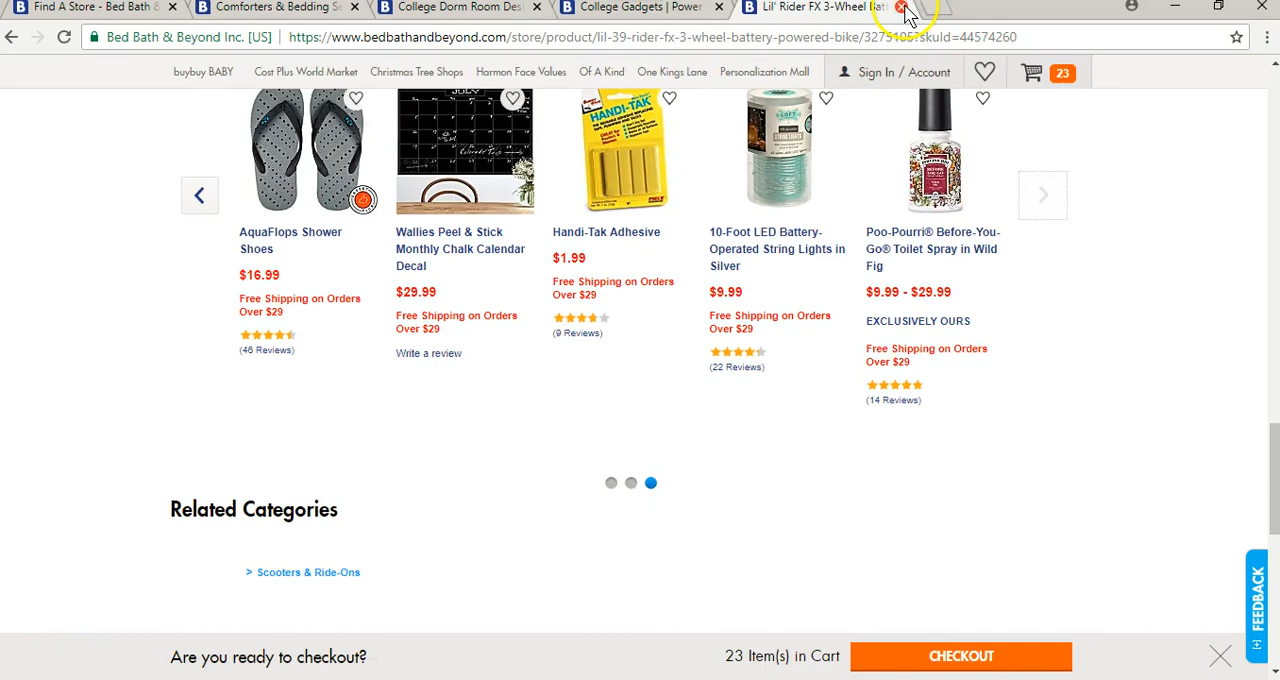 Find A Store - Bed Bath &
Comforters & Bedding Se
College Dorm Room Des
College Gadgets | Power
Lil' Rider FX 3-Wheel Batt
Bed Bath & Beyond Inc. [US]
https://www.bedbathandbeyond.com/store/product/lil-39-rider-fx-3-wheel-battery-powered-bike/3275105?skuId=44574260
buybuy BABY
Cost Plus World Market
Christmas Tree Shops
Harmon Face Values
Of A Kind
One Kings Lane
Personalization Mall
Sign In / Account
23
JULY
HANDI-TAK
AquaFlops Shower
Shoes
$16.99
Free Shipping on Orders
Over $29
(46 Reviews)
Wallies Peel & Stick
Monthly Chalk Calendar
Decal
$29.99
Free Shipping on Orders
Over $29
Write a review
Handi-Tak Adhesive
$1.99
Free Shipping on Orders
Over $29
(9 Reviews)
10-Foot LED Battery-
Operated String Lights in
Silver
$9.99
Free Shipping on Orders
Over $29
(22 Reviews)
Poo-Pourri® Before-You-
Go® Toilet Spray in Wild
Fig
$9.99 - $29.99
EXCLUSIVELY OURS
Free Shipping on Orders
Over $29
(14 Reviews)
Related Categories
> Scooters & Ride-Ons
[+] FEEDBACK
Are you ready to checkout?
23 Item(s) in Cart
CHECKOUT